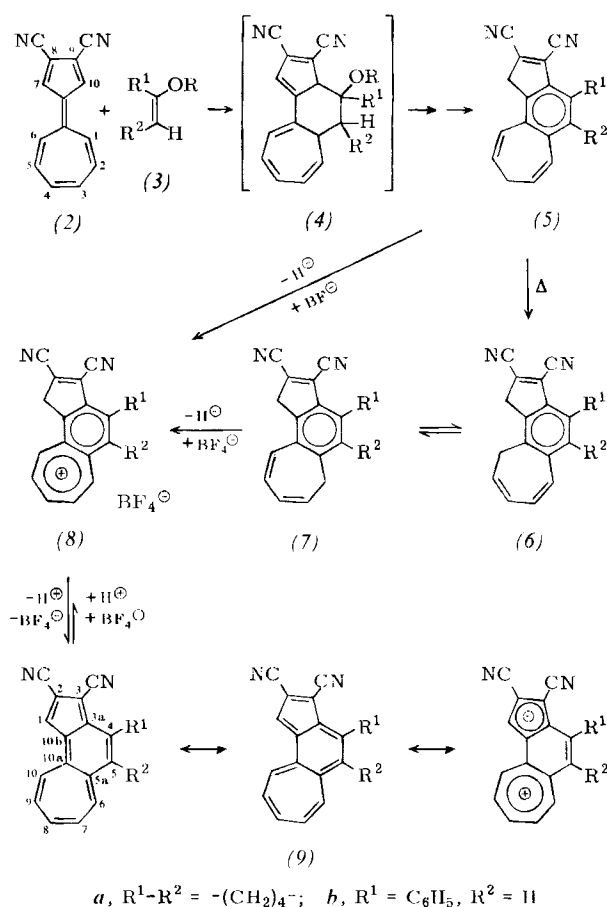 NC CN
8 9
7 10
6 1
5 2
4 3
(2)
+
R¹ OR
R² H
(3)
NC CN
OR
R¹
H
R²
(4)
NC CN
R¹
R²
(5)
−H⊖
+ BF⊖
Δ
NC CN
R¹
R²
⊕
BF₄⊖
(8)
−H⊖
+ BF₄⊖
NC CN
R¹
R²
(7)
NC CN
R¹
R²
(6)
−H⊕ +H⊕
−BF₄⊖ + BF₄⊖
NC CN
2 3
1 3a 4 R¹
10b
10a 5 R²
10 5a 6
9 8 7
NC CN
R¹
R²
(9)
NC CN
⊖
R¹
R²
⊕
a, R¹-R² = -(CH₂)₄-; b, R¹ = C₆H₅, R² = H